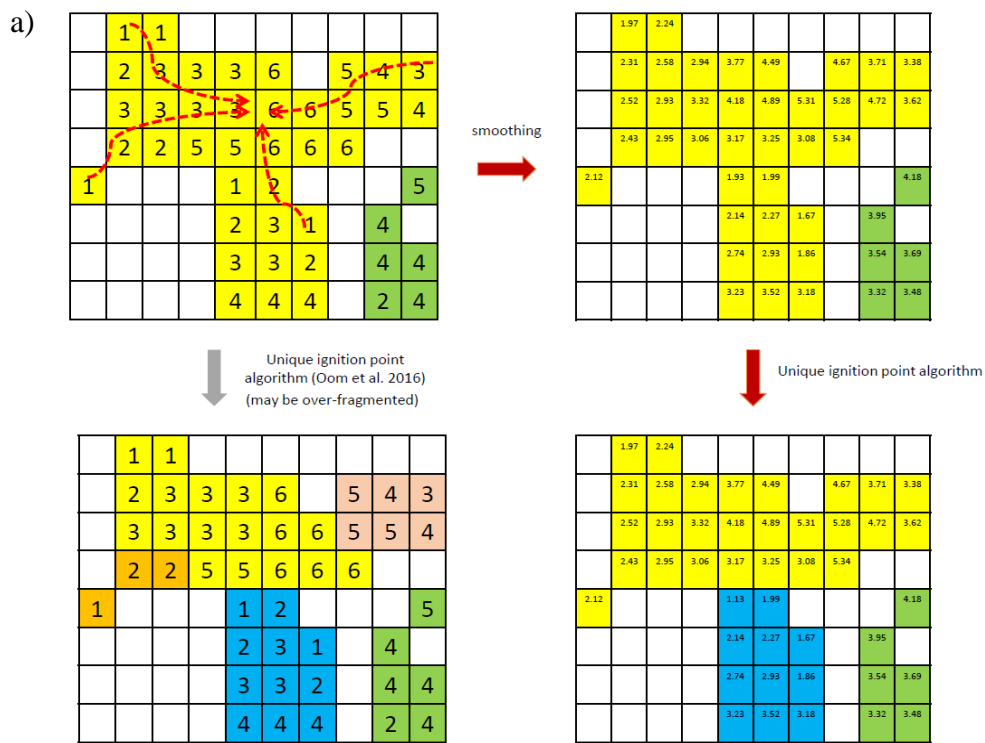 a)
1 1
2 3 3 3 6 5 4 3
3 3 3 3 6 6 5 5 4
2 2 5 5 6 6 6
1 1 2 5
2 3 1 4
3 3 2 4 4
4 4 4 2 4
smoothing
1.97 2.24
2.31 2.58 2.94 3.77 4.49 4.67 3.71 3.38
2.52 2.93 3.32 4.18 4.89 5.31 5.28 4.72 3.62
2.43 2.95 3.06 3.17 3.25 3.08 5.34
2.12 1.93 1.99 4.18
2.14 2.27 1.67 3.95
2.74 2.93 1.86 3.54 3.69
3.23 3.52 3.18 3.32 3.48
Unique ignition point
algorithm (Oom et al. 2016)
(may be over-fragmented)
Unique ignition point algorithm
1 1
2 3 3 3 6 5 4 3
3 3 3 3 6 6 5 5 4
2 2 5 5 6 6 6
1 1 2 5
2 3 1 4
3 3 2 4 4
4 4 4 2 4
1.97 2.24
2.31 2.58 2.94 3.77 4.49 4.67 3.71 3.38
2.52 2.93 3.32 4.18 4.89 5.31 5.28 4.72 3.62
2.43 2.95 3.06 3.17 3.25 3.08 5.34
2.12 1.13 1.99 4.18
2.14 2.27 1.67 3.95
2.74 2.93 1.86 3.54 3.69
3.23 3.52 3.18 3.32 3.48